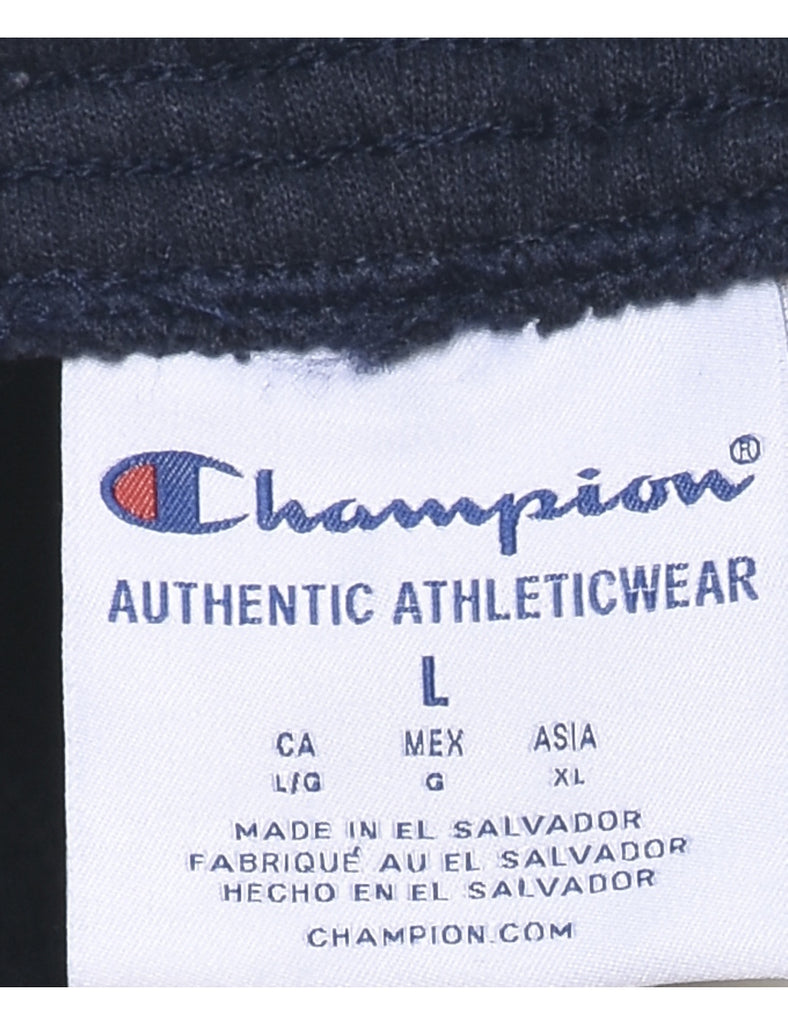 Champion®
AUTHENTIC ATHLETICWEAR
L
CA MEX ASIA
L/G G XL
MADE IN EL SALVADOR
FABRIQUÉ AU EL SALVADOR
HECHO EN EL SALVADOR
CHAMPION.COM